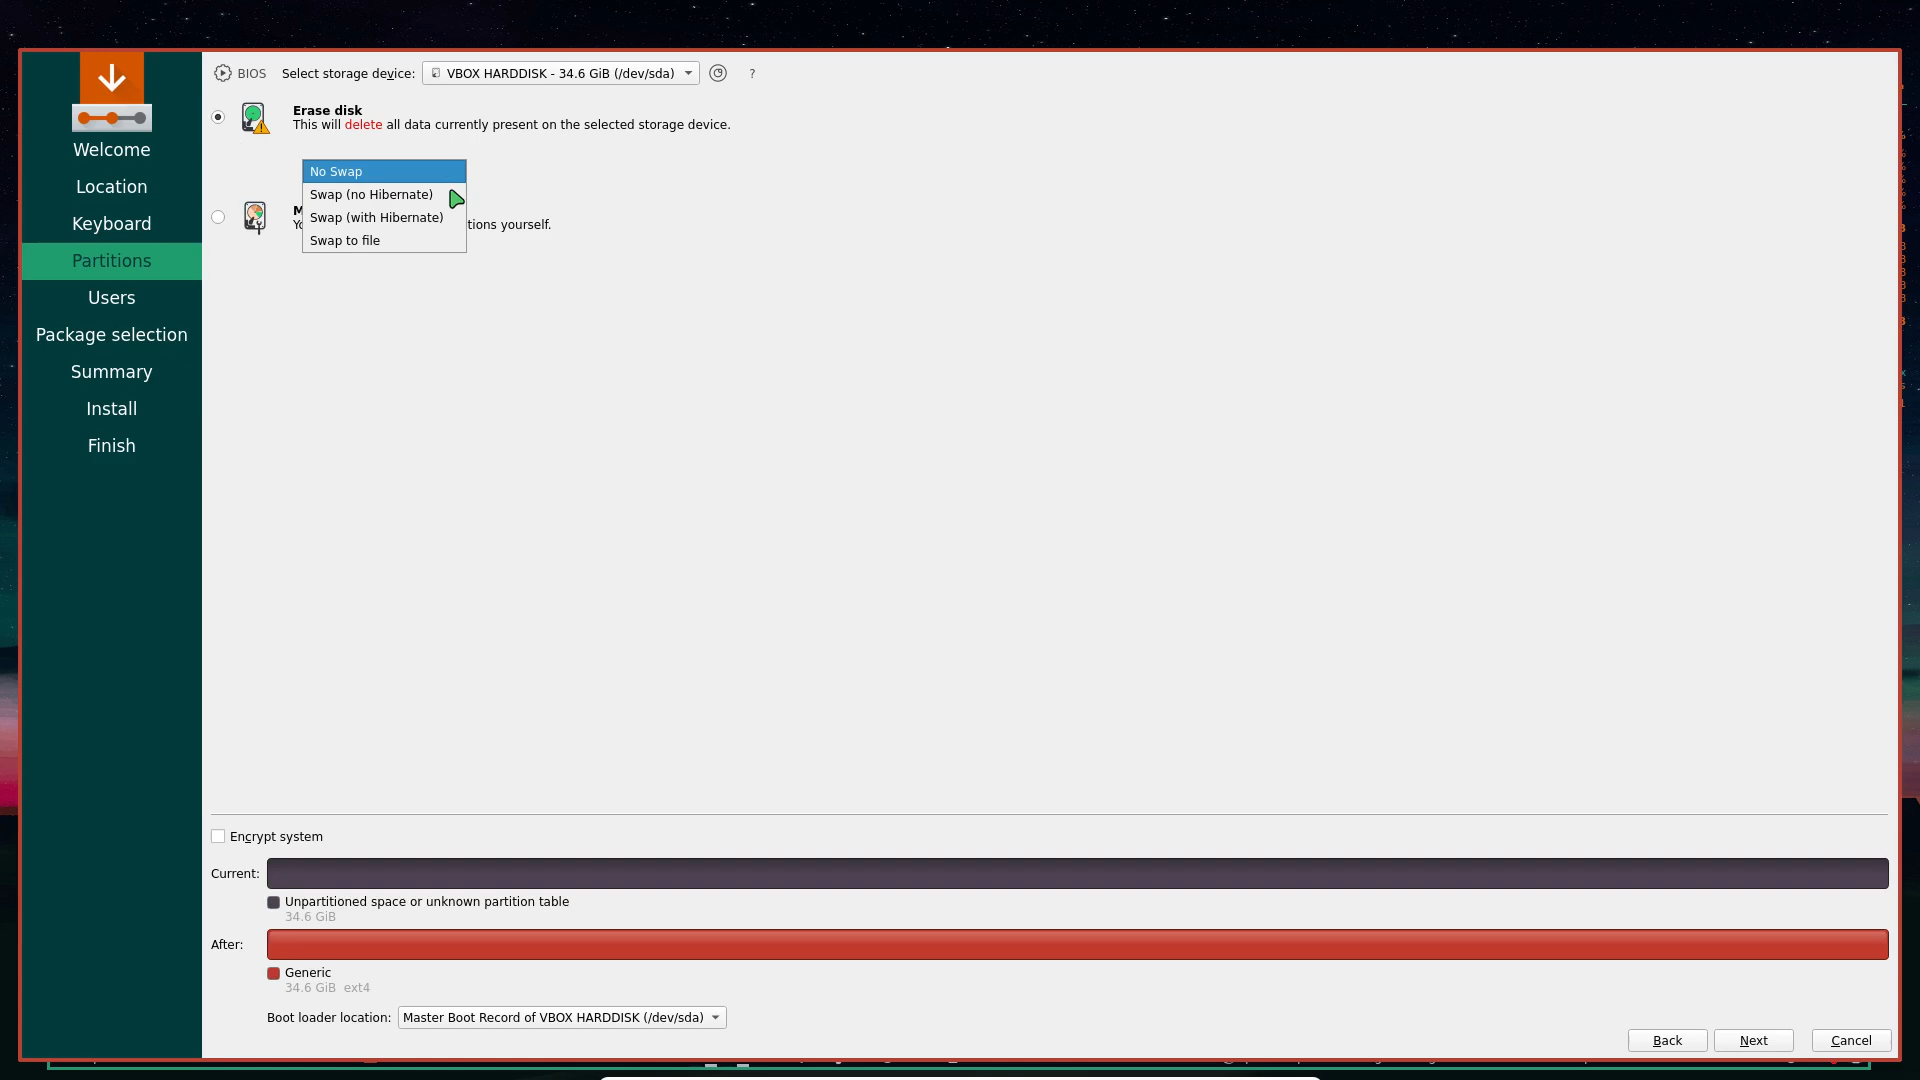 BIOS
Select storage device:
VBOX HARDDISK - 34.6 GiB (/dev/sda)
?
Welcome
Location
Keyboard
Partitions
Users
Package selection
Summary
Install
Finish
Erase disk
This will delete all data currently present on the selected storage device.
No Swap
Swap (no Hibernate)
Swap (with Hibernate)
Swap to file
tions yourself.
Encrypt system
Current:
Unpartitioned space or unknown partition table
34.6 GiB
After:
Generic
34.6 GiB ext4
Boot loader location:
Master Boot Record of VBOX HARDDISK (/dev/sda)
Back
Next
Cancel